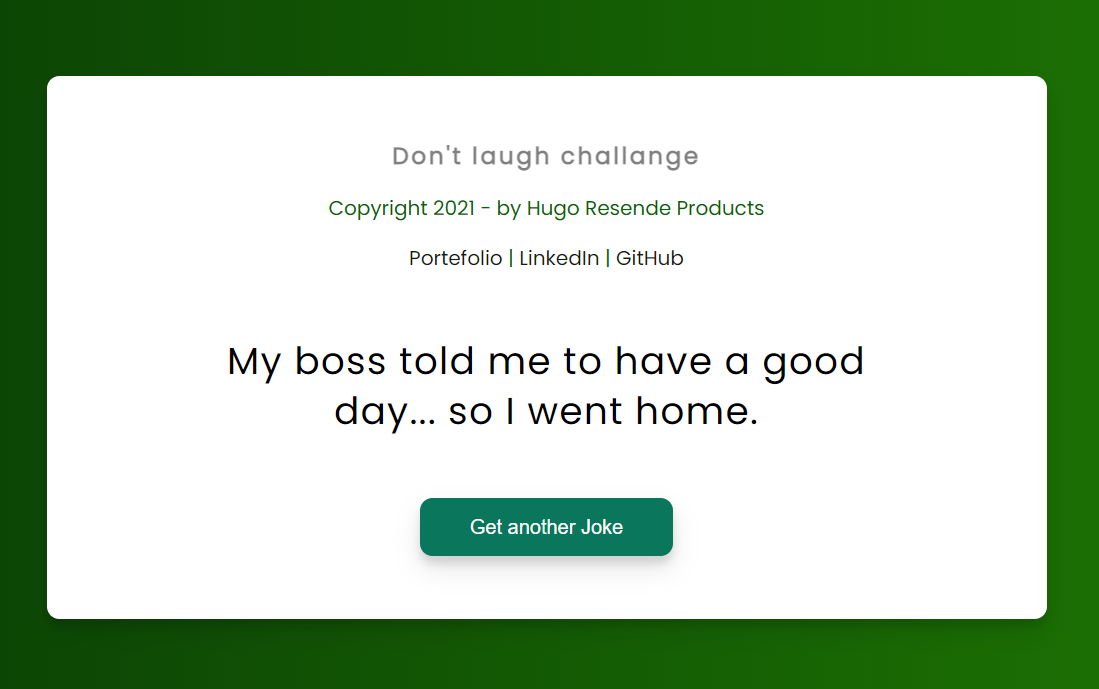 Don't laugh challange
Copyright 2021 - by Hugo Resende Products
Portefolio | LinkedIn | GitHub
My boss told me to have a good
day... so I went home.
Get another Joke